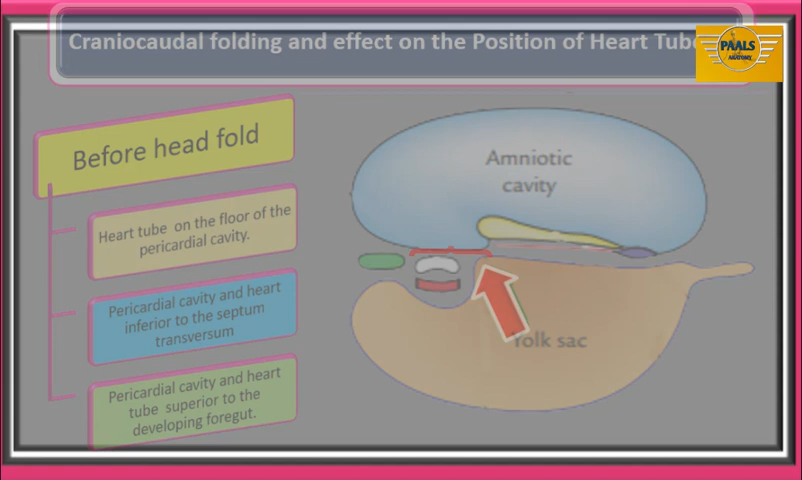 Craniocaudal folding and effect on the Position of Heart Tube
PAALS
ANATOMY
Before head fold
Heart tube on the floor of the
pericardial cavity.
Pericardial cavity and heart
inferior to the septum
transversum
Pericardial cavity and heart
tube superior to the
developing foregut.
Amniotic
cavity
Yolk sac